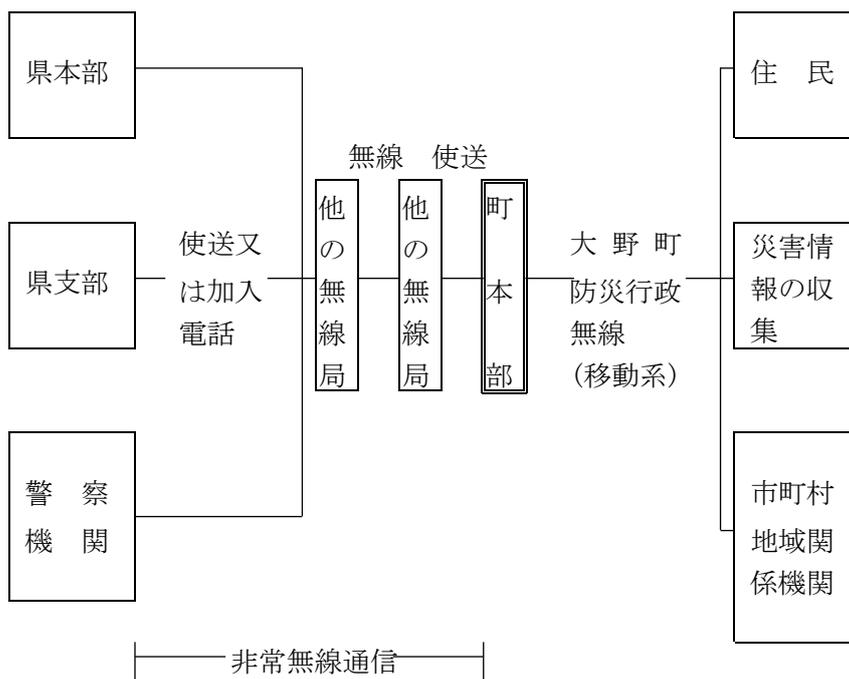 県本部
県支部
警　察
機　関
使送又
は加入
電話
無線　使送
他の無線局
他の無線局
町本部
大 野 町
防災行政
無線
(移動系)
住　民
災害情
報の収
集
市町村
地域関
係機関
非常無線通信